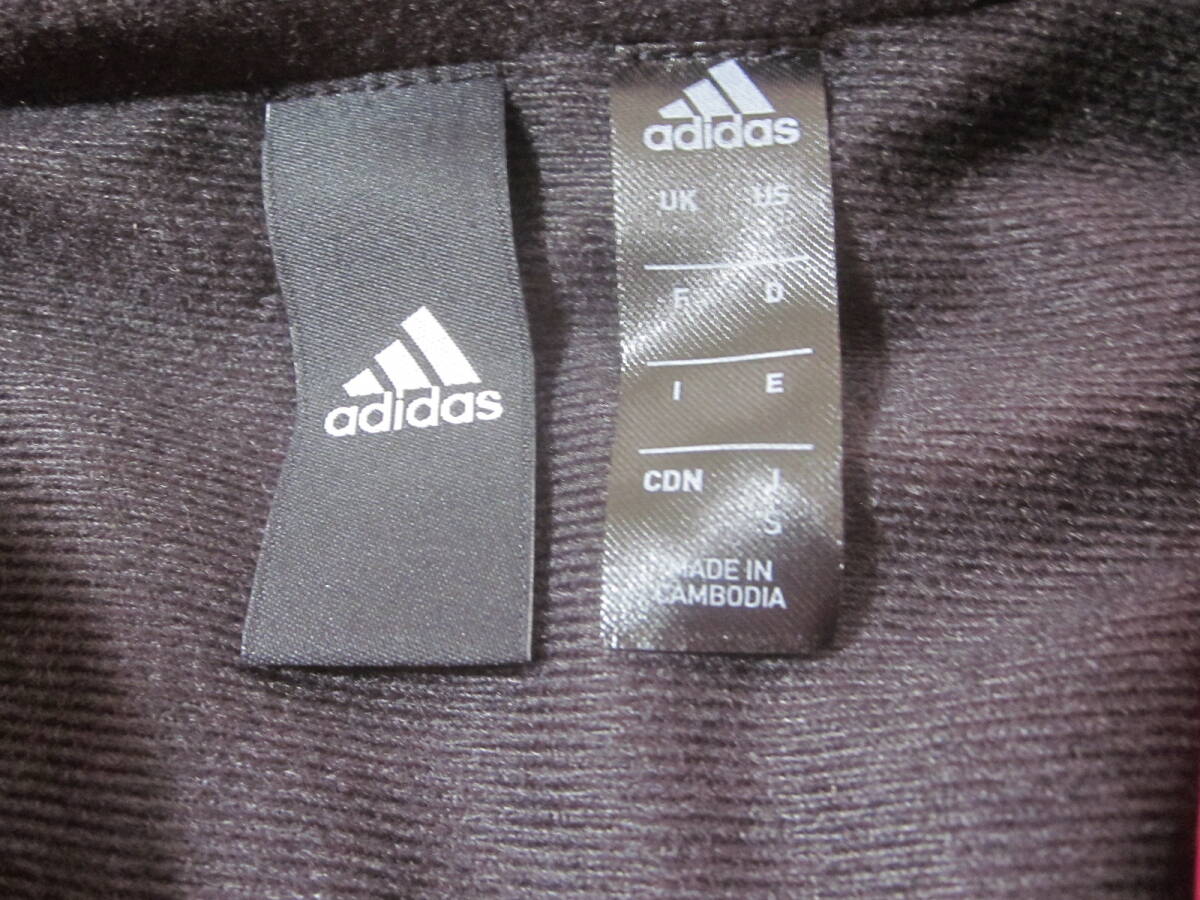 adidas
adidas
UK US
F D
I E
CDN J
S
MADE IN
CAMBODIA